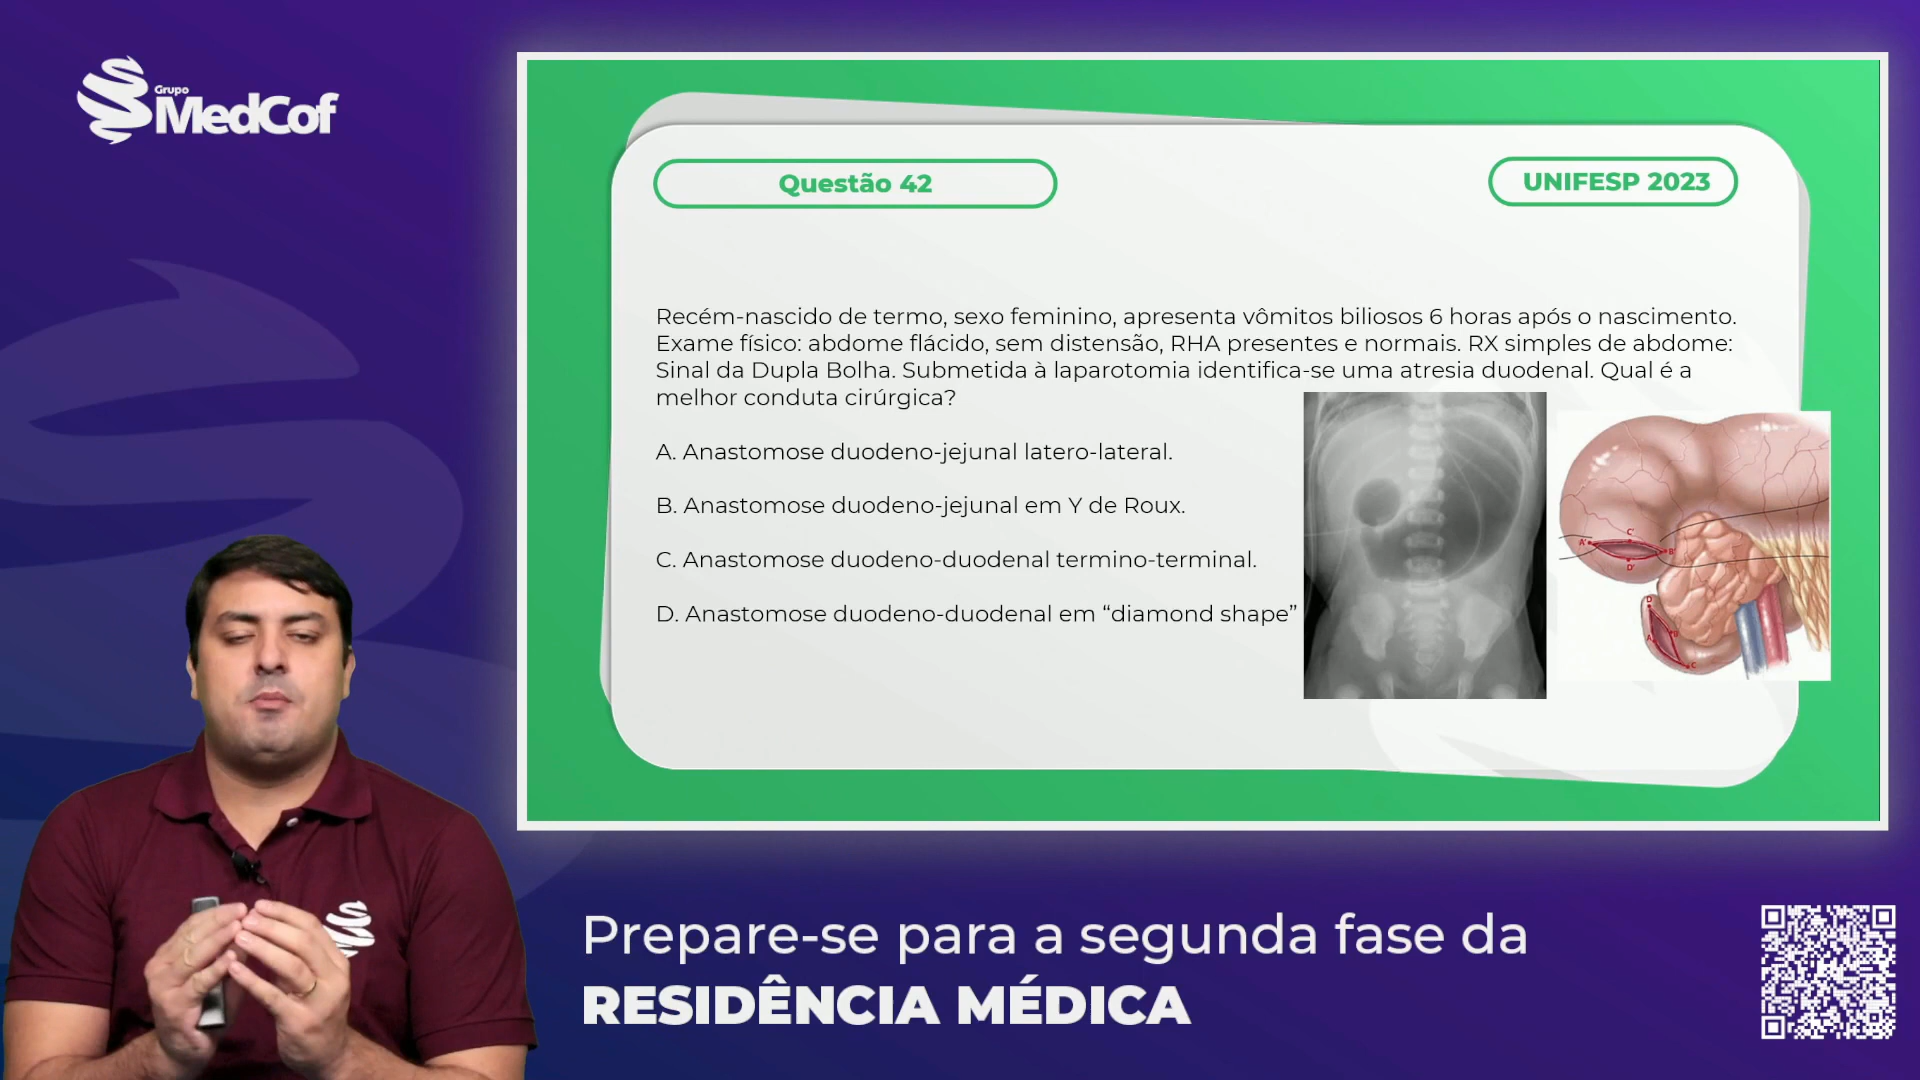 Grupo
MedCof
Questão 42
UNIFESP 2023
Recém-nascido de termo, sexo feminino, apresenta vômitos biliosos 6 horas após o nascimento.
Exame físico: abdome flácido, sem distensão, RHA presentes e normais. RX simples de abdome:
Sinal da Dupla Bolha. Submetida à laparotomia identifica-se uma atresia duodenal. Qual é a
melhor conduta cirúrgica?
A. Anastomose duodeno-jejunal latero-lateral.
B. Anastomose duodeno-jejunal em Y de Roux.
C. Anastomose duodeno-duodenal termino-terminal.
D. Anastomose duodeno-duodenal em “diamond shape”
C'
A'
B'
D'
D
A
B
C
Prepare-se para a segunda fase da
RESIDÊNCIA MÉDICA